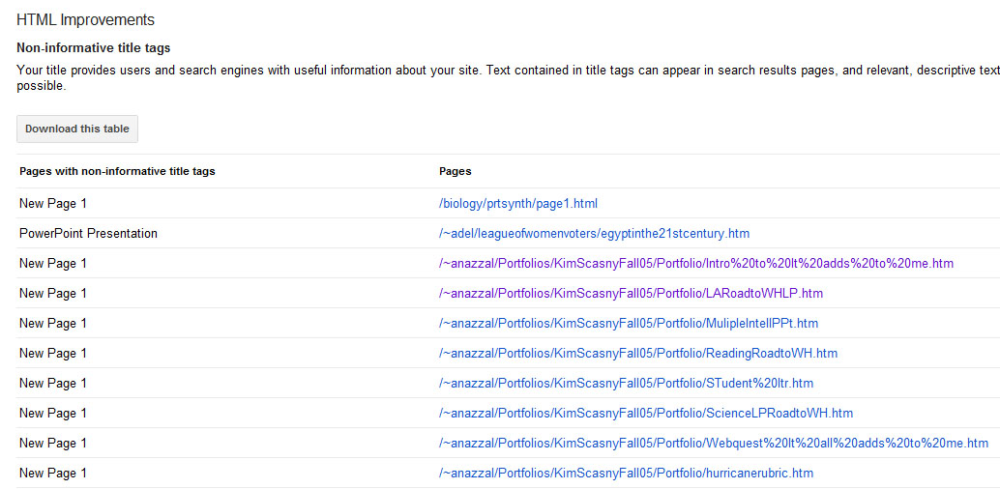 HTML Improvements
Non-informative title tags
Your title provides users and search engines with useful information about your site. Text contained in title tags can appear in search results pages, and relevant, descriptive text
possible.
Download this table
Pages with non-informative title tags Pages
New Page 1 /biology/prtsynth/page1.html
PowerPoint Presentation /~adel/leagueofwomenvoters/egyptinthe21stcentury.htm
New Page 1 /~anazzal/Portfolios/KimScasnyFall05/Portfolio/Intro%20to%20It%20adds%20to%20me.htm
New Page 1 /~anazzal/Portfolios/KimScasnyFall05/Portfolio/LARoadtoWHLP.htm
New Page 1 /~anazzal/Portfolios/KimScasnyFall05/Portfolio/MulipleIntellPPt.htm
New Page 1 /~anazzal/Portfolios/KimScasnyFall05/Portfolio/ReadingRoadtoWH.htm
New Page 1 /~anazzal/Portfolios/KimScasnyFall05/Portfolio/STudent%20ltr.htm
New Page 1 /~anazzal/Portfolios/KimScasnyFall05/Portfolio/ScienceLPRoadtoWH.htm
New Page 1 /~anazzal/Portfolios/KimScasnyFall05/Portfolio/Webquest%20It%20all%20adds%20to%20me.htm
New Page 1 /~anazzal/Portfolios/KimScasnyFall05/Portfolio/hurricanerubric.htm